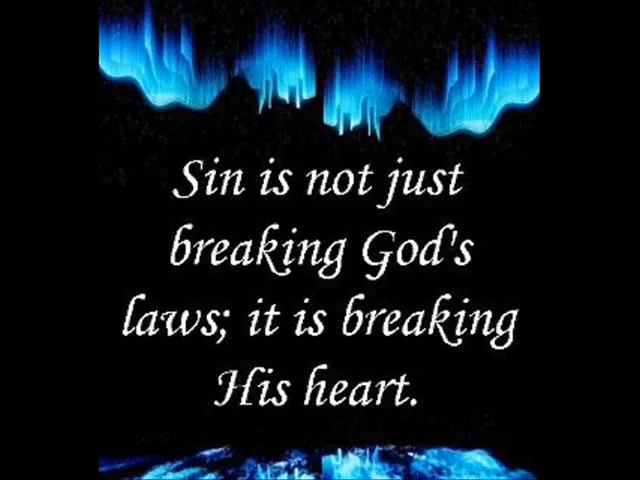 Sin is not just
breaking God's
laws; it is breaking
His heart.